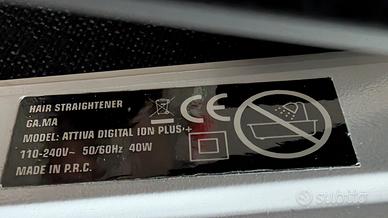 HAIR STRAIGHTENER
GA.MA
MODEL: ATTIVA DIGITAL ION PLUS +
110-240V~ 50/60Hz 40W
MADE IN P.R.C.
CE
subito